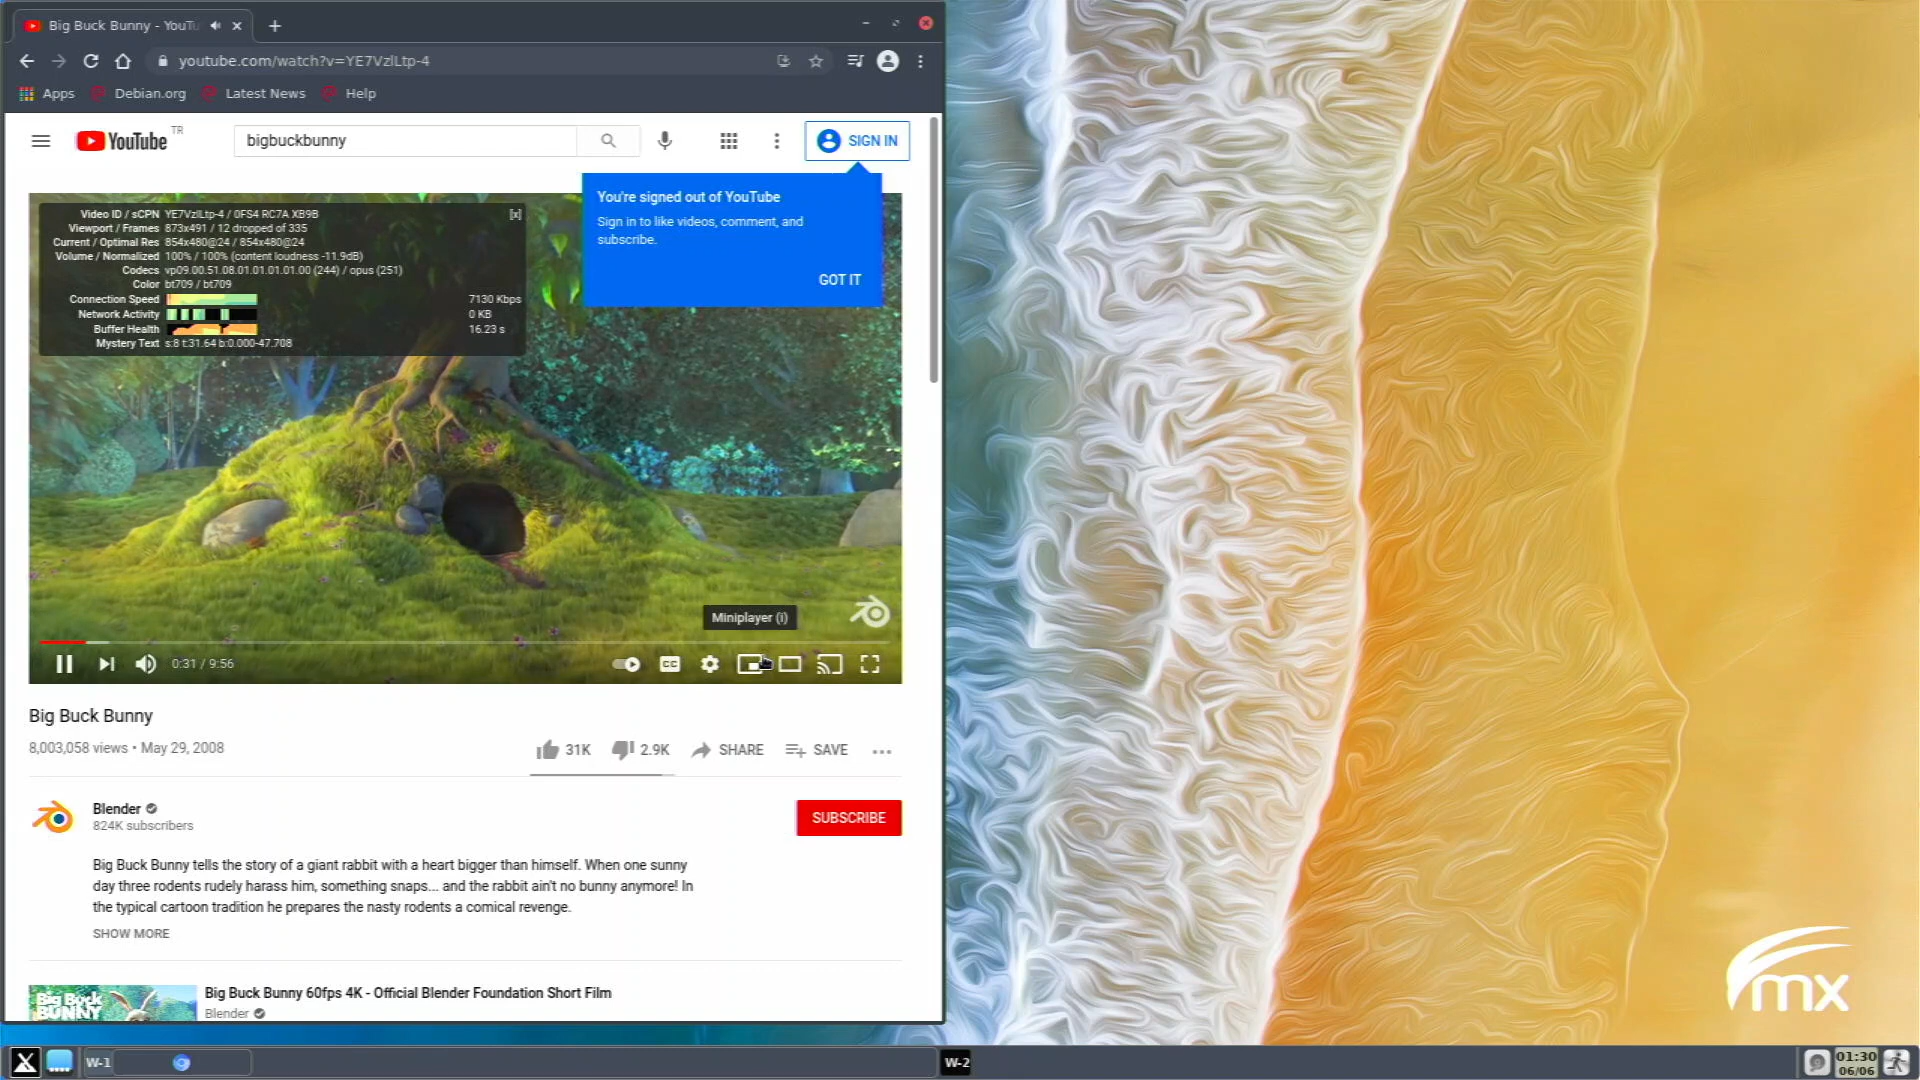 Big Buck Bunny - YouTu
youtube.com/watch?v=YE7VzlLtp-4
Apps Debian.org Latest News Help
YouTube TR
bigbuckbunny
SIGN IN
You're signed out of YouTube
Sign in to like videos, comment, and
subscribe.
GOT IT
Video ID / sCPN YE7VzlLtp-4 / 0FS4 RC7A XB9B [x]
Viewport / Frames 873x491 / 12 dropped of 335
Current / Optimal Res 854x480@24 / 854x480@24
Volume / Normalized 100% / 100% (content loudness -11.9dB)
Codecs vp09.00.51.08.01.01.01.01.00 (244) / opus (251)
Color bt709 / bt709
Connection Speed 7130 Kbps
Network Activity 0 KB
Buffer Health 16.23 s
Mystery Text s:8 t:31.64 b:0.000-47.708
Miniplayer (i)
0:31 / 9:56
CC
Big Buck Bunny
8,003,058 views • May 29, 2008
31K 2.9K SHARE SAVE
Blender
824K subscribers
SUBSCRIBE
Big Buck Bunny tells the story of a giant rabbit with a heart bigger than himself. When one sunny
day three rodents rudely harass him, something snaps... and the rabbit ain't no bunny anymore! In
the typical cartoon tradition he prepares the nasty rodents a comical revenge.
SHOW MORE
Big Buck
BUNNY
Big Buck Bunny 60fps 4K - Official Blender Foundation Short Film
Blender
mx
W-1
W-2
01:30
06/06